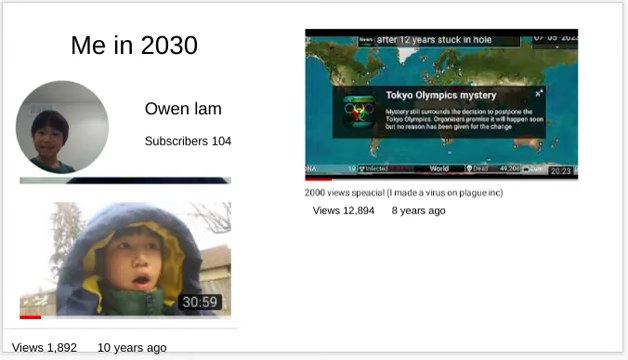 Me in 2030
Owen lam
Subscribers 104
30:59
Views 1,892 10 years ago
News after 12 years stuck in hole
Tokyo Olympics mystery
Mystery still surrounds the decision to postpone the
Tokyo Olympics. Organisers promise it will happen soon
but no reason has been given for the change
Infected World Dead
20:23
2000 views speacial (I made a virus on plague inc)
Views 12,894 8 years ago